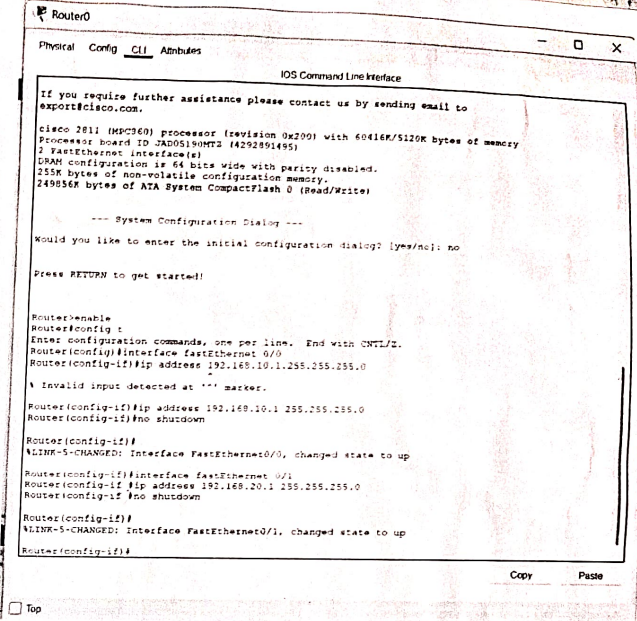 Router0
Physical Config CLI Attributes
IOS Command Line Interface
If you require further assistance please contact us by sending email to
export@cisco.com.
cisco 2811 (MPC860) processor (revision 0x200) with 60416K/5120K bytes of memory
Processor board ID JAD05190MTZ (4292891495)
2 FastEthernet interface(s)
DRAM configuration is 64 bits wide with parity disabled.
255K bytes of non-volatile configuration memory.
249856K bytes of ATA System CompactFlash 0 (Read/Write)
--- System Configuration Dialog ---
Would you like to enter the initial configuration dialog? [yes/no]: no
Press RETURN to get started!
Router>enable
Router#config t
Enter configuration commands, one per line. End with CNTL/Z.
Router(config)#interface fastEthernet 0/0
Router(config-if)#ip address 192.168.10.1.255.255.255.0
^
% Invalid input detected at '^' marker.
Router(config-if)#ip address 192.168.10.1 255.255.255.0
Router(config-if)#no shutdown
Router(config-if)#
%LINK-5-CHANGED: Interface FastEthernet0/0, changed state to up
Router(config-if)#interface fastEthernet 0/1
Router(config-if)#ip address 192.168.20.1 255.255.255.0
Router(config-if)#no shutdown
Router(config-if)#
%LINK-5-CHANGED: Interface FastEthernet0/1, changed state to up
Router(config-if)#
Copy Paste
Top